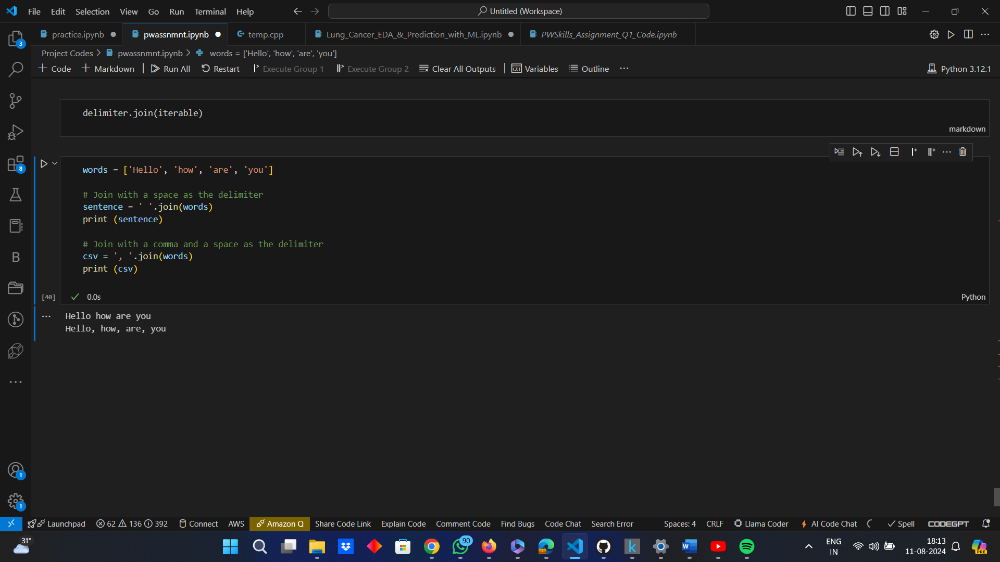 File Edit Selection View Go Run Terminal Help Untitled (Workspace)
practice.ipynb pwassnmnt.ipynb temp.cpp Lung_Cancer_EDA_&_Prediction_with_ML.ipynb PWSkills_Assignment_Q1_Code.ipynb
Project Codes > pwassnmnt.ipynb > words = ['Hello', 'how', 'are', 'you']
+ Code + Markdown | Run All Restart Execute Group 1 Execute Group 2 Clear All Outputs | Variables Outline ... Python 3.12.1
delimiter.join(iterable)
markdown
words = ['Hello', 'how', 'are', 'you']
# Join with a space as the delimiter
sentence = ' '.join(words)
print (sentence)
# Join with a comma and a space as the delimiter
csv = ', '.join(words)
print (csv)
[40] 0.0s Python
Hello how are you
Hello, how, are, you
3
8
B
1
1
Launchpad 62 136 392 Connect AWS Amazon Q Share Code Link Explain Code Comment Code Find Bugs Code Chat Search Error Spaces: 4 CRLF Llama Coder AI Code Chat Spell CODEGPT
31°
90
k
W
ENG
IN
18:13
11-08-2024
PRE